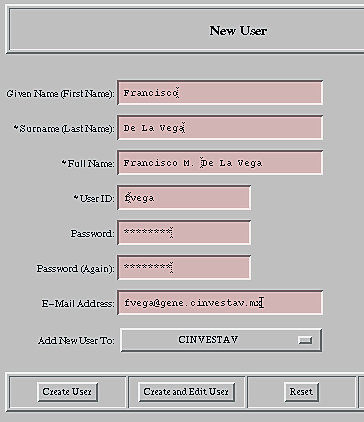 New User
Given Name (First Name): Francisco
*Surname (Last Name): De La Vega
*Full Name: Francisco M. De La Vega
*User ID: fvega
Password: ********
Password (Again): ********
E-Mail Address: fvega@gene.cinvestav.mx
Add New User To: CINVESTAV
Create User Create and Edit User Reset